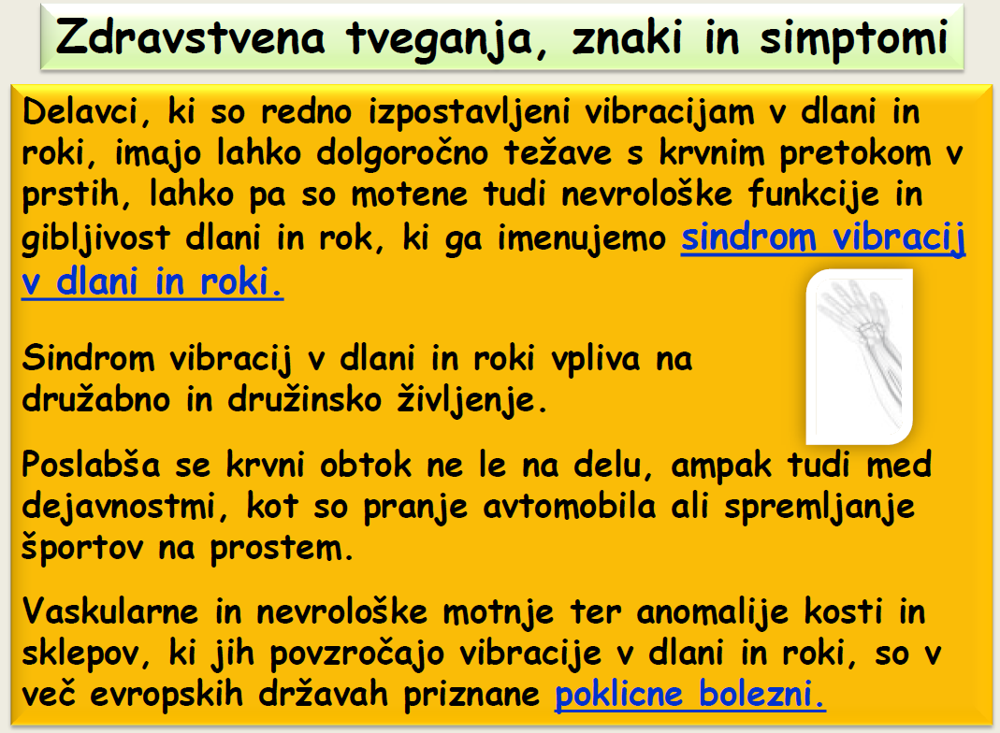 Zdravstvena tveganja, znaki in simptomi
Delavci, ki so redno izpostavljeni vibracijam v dlani in
roki, imajo lahko dolgoročno težave s krvnim pretokom v
prstih, lahko pa so motene tudi nevrološke funkcije in
gibljivost dlani in rok, ki ga imenujemo sindrom vibracij
v dlani in roki.
Sindrom vibracij v dlani in roki vpliva na
družabno in družinsko življenje.
Poslabša se krvni obtok ne le na delu, ampak tudi med
dejavnostmi, kot so pranje avtomobila ali spremljanje
športov na prostem.
Vaskularne in nevrološke motnje ter anomalije kosti in
sklepov, ki jih povzročajo vibracije v dlani in roki, so v
več evropskih državah priznane poklicne bolezni.